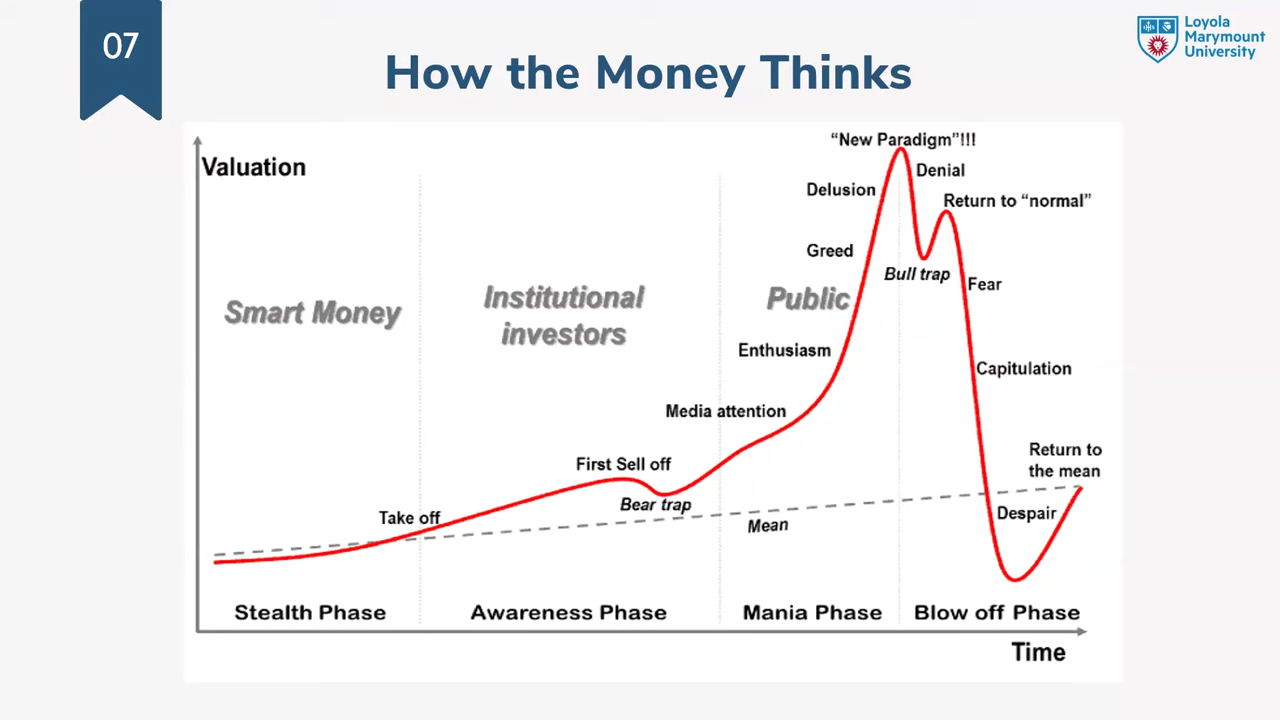 07
How the Money Thinks
Loyola
Marymount
University
Valuation
"New Paradigm"!!!
Denial
Delusion
Return to "normal"
Greed
Bull trap
Fear
Smart Money
Institutional
investors
Public
Enthusiasm
Capitulation
Media attention
First Sell off
Bear trap
Return to
the mean
Take off
Mean
Despair
Stealth Phase
Awareness Phase
Mania Phase
Blow off Phase
Time